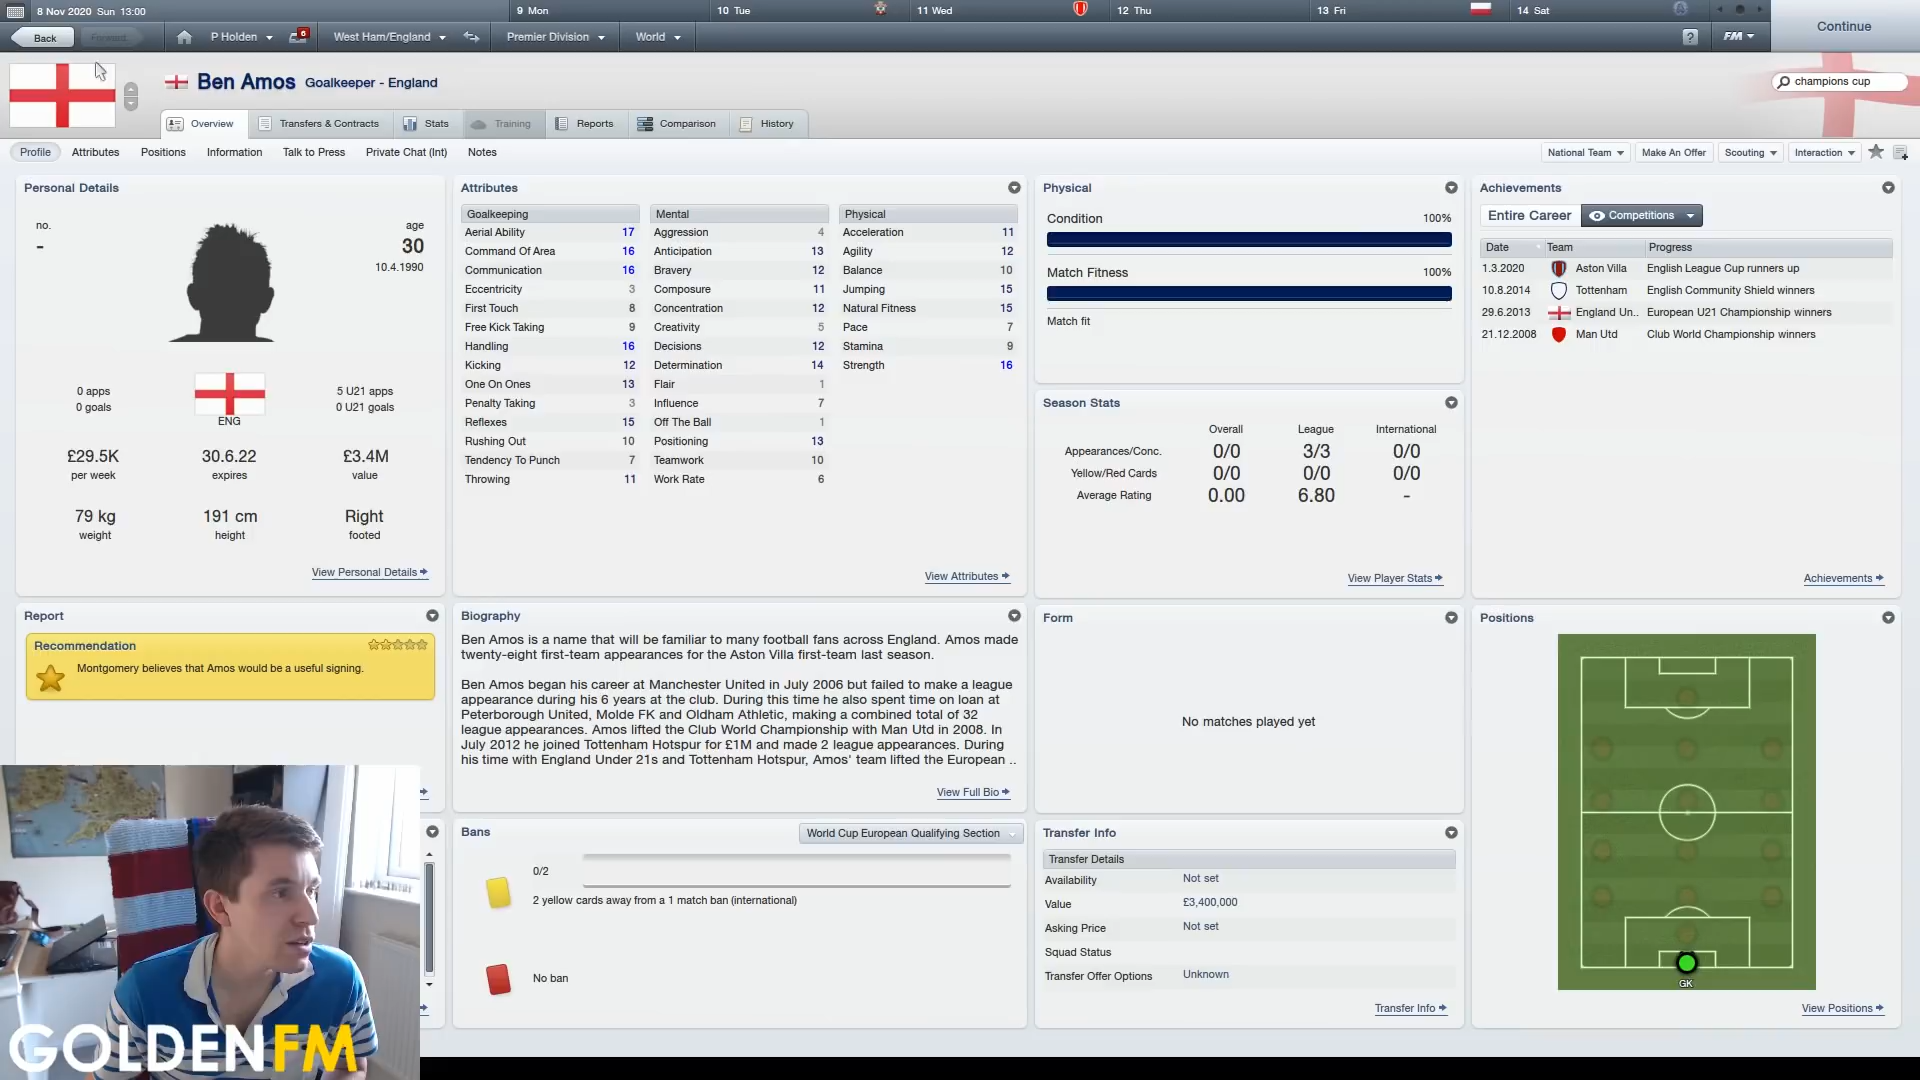 8 Nov 2020 Sun 13:00
9 Mon
10 Tue
11 Wed
12 Thu
13 Fri
14 Sat
Continue
Back
Forward
P Holden
6
West Ham/England
Premier Division
World
?
FM
Ben Amos Goalkeeper - England
champions cup
Overview
Transfers & Contracts
Stats
Training
Reports
Comparison
History
Profile
Attributes
Positions
Information
Talk to Press
Private Chat (Int)
Notes
National Team
Make An Offer
Scouting
Interaction
Personal Details
no.
-
age
30
10.4.1990
0 apps
0 goals
ENG
5 U21 apps
0 U21 goals
£29.5K
per week
30.6.22
expires
£3.4M
value
79 kg
weight
191 cm
height
Right
footed
View Personal Details
Attributes
Goalkeeping
Aerial Ability 17
Command Of Area 16
Communication 16
Eccentricity 3
First Touch 8
Free Kick Taking 9
Handling 16
Kicking 12
One On Ones 13
Penalty Taking 3
Reflexes 15
Rushing Out 10
Tendency To Punch 7
Throwing 11
Mental
Aggression 4
Anticipation 13
Bravery 12
Composure 11
Concentration 12
Creativity 5
Decisions 12
Determination 14
Flair 1
Influence 7
Off The Ball 1
Positioning 13
Teamwork 10
Work Rate 6
Physical
Acceleration 11
Agility 12
Balance 10
Jumping 15
Natural Fitness 15
Pace 7
Stamina 9
Strength 16
View Attributes
Physical
Condition 100%
Match Fitness 100%
Match fit
Season Stats
Overall League International
Appearances/Conc. 0/0 3/3 0/0
Yellow/Red Cards 0/0 0/0 0/0
Average Rating 0.00 6.80 -
View Player Stats
Achievements
Entire Career Competitions
Date Team Progress
1.3.2020 Aston Villa English League Cup runners up
10.8.2014 Tottenham English Community Shield winners
29.6.2013 England Un.. European U21 Championship winners
21.12.2008 Man Utd Club World Championship winners
Achievements
Report
Recommendation
Montgomery believes that Amos would be a useful signing.
Biography
Ben Amos is a name that will be familiar to many football fans across England. Amos made
twenty-eight first-team appearances for the Aston Villa first-team last season.
Ben Amos began his career at Manchester United in July 2006 but failed to make a league
appearance during his 6 years at the club. During this time he also spent time on loan at
Peterborough United, Molde FK and Oldham Athletic, making a combined total of 32
league appearances. Amos lifted the Club World Championship with Man Utd in 2008. In
July 2012 he joined Tottenham Hotspur for £1M and made 2 league appearances. During
his time with England Under 21s and Tottenham Hotspur, Amos' team lifted the European ..
View Full Bio
Bans
World Cup European Qualifying Section
0/2
2 yellow cards away from a 1 match ban (international)
No ban
Form
No matches played yet
Transfer Info
Transfer Details
Availability Not set
Value £3,400,000
Asking Price Not set
Squad Status
Transfer Offer Options Unknown
Transfer Info
Positions
GK
View Positions
GOLDENFM